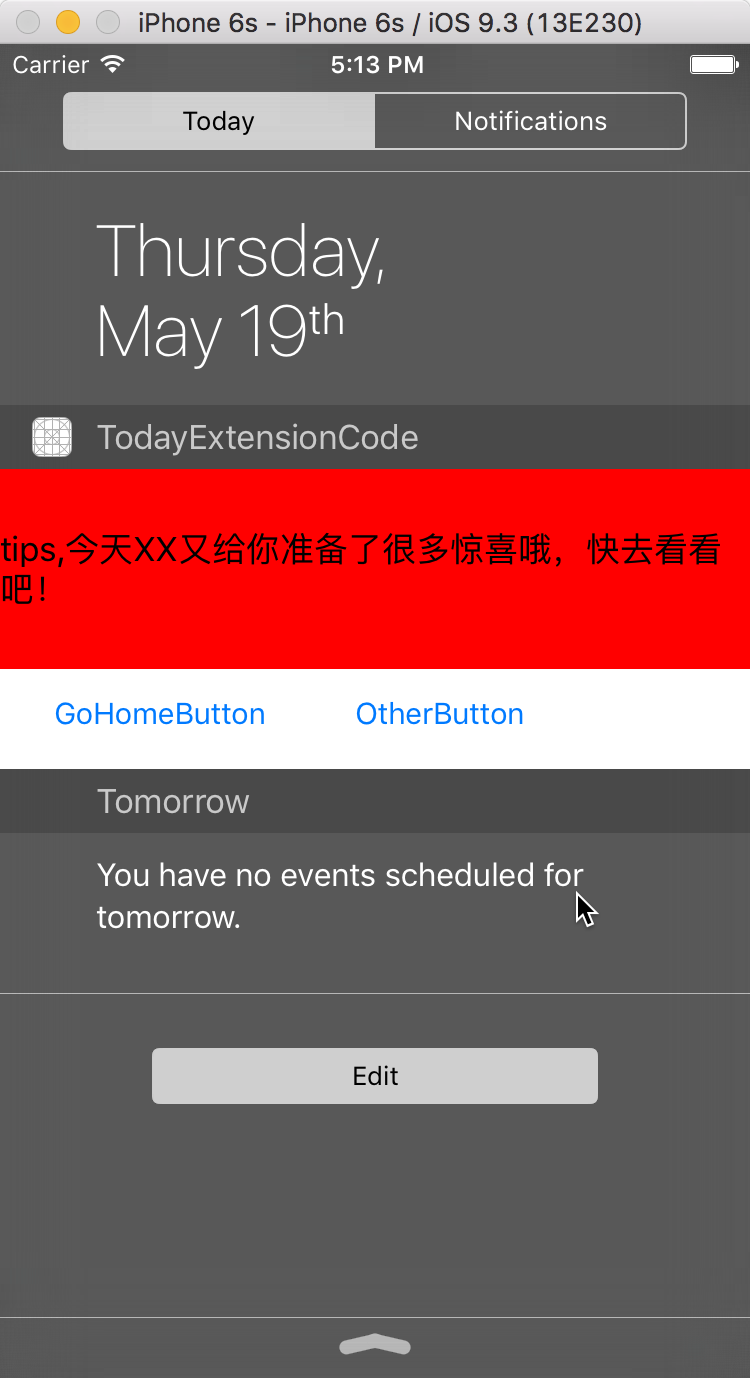 iPhone 6s - iPhone 6s / iOS 9.3 (13E230)
Carrier 5:13 PM
Today Notifications
Thursday,
May 19th
TodayExtensionCode
tips,今天XX又给你准备了很多惊喜哦，快去看看
吧！
GoHomeButton OtherButton
Tomorrow
You have no events scheduled for
tomorrow.
Edit